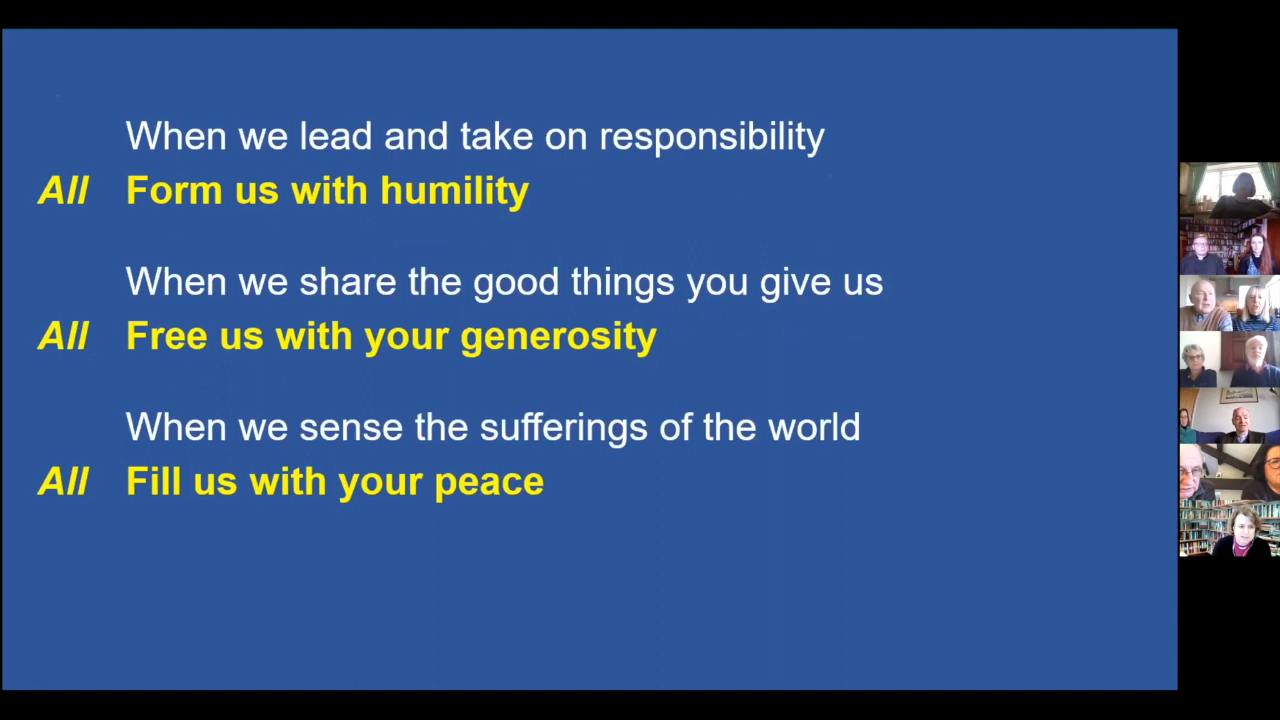 When we lead and take on responsibility
All Form us with humility
When we share the good things you give us
All Free us with your generosity
When we sense the sufferings of the world
All Fill us with your peace